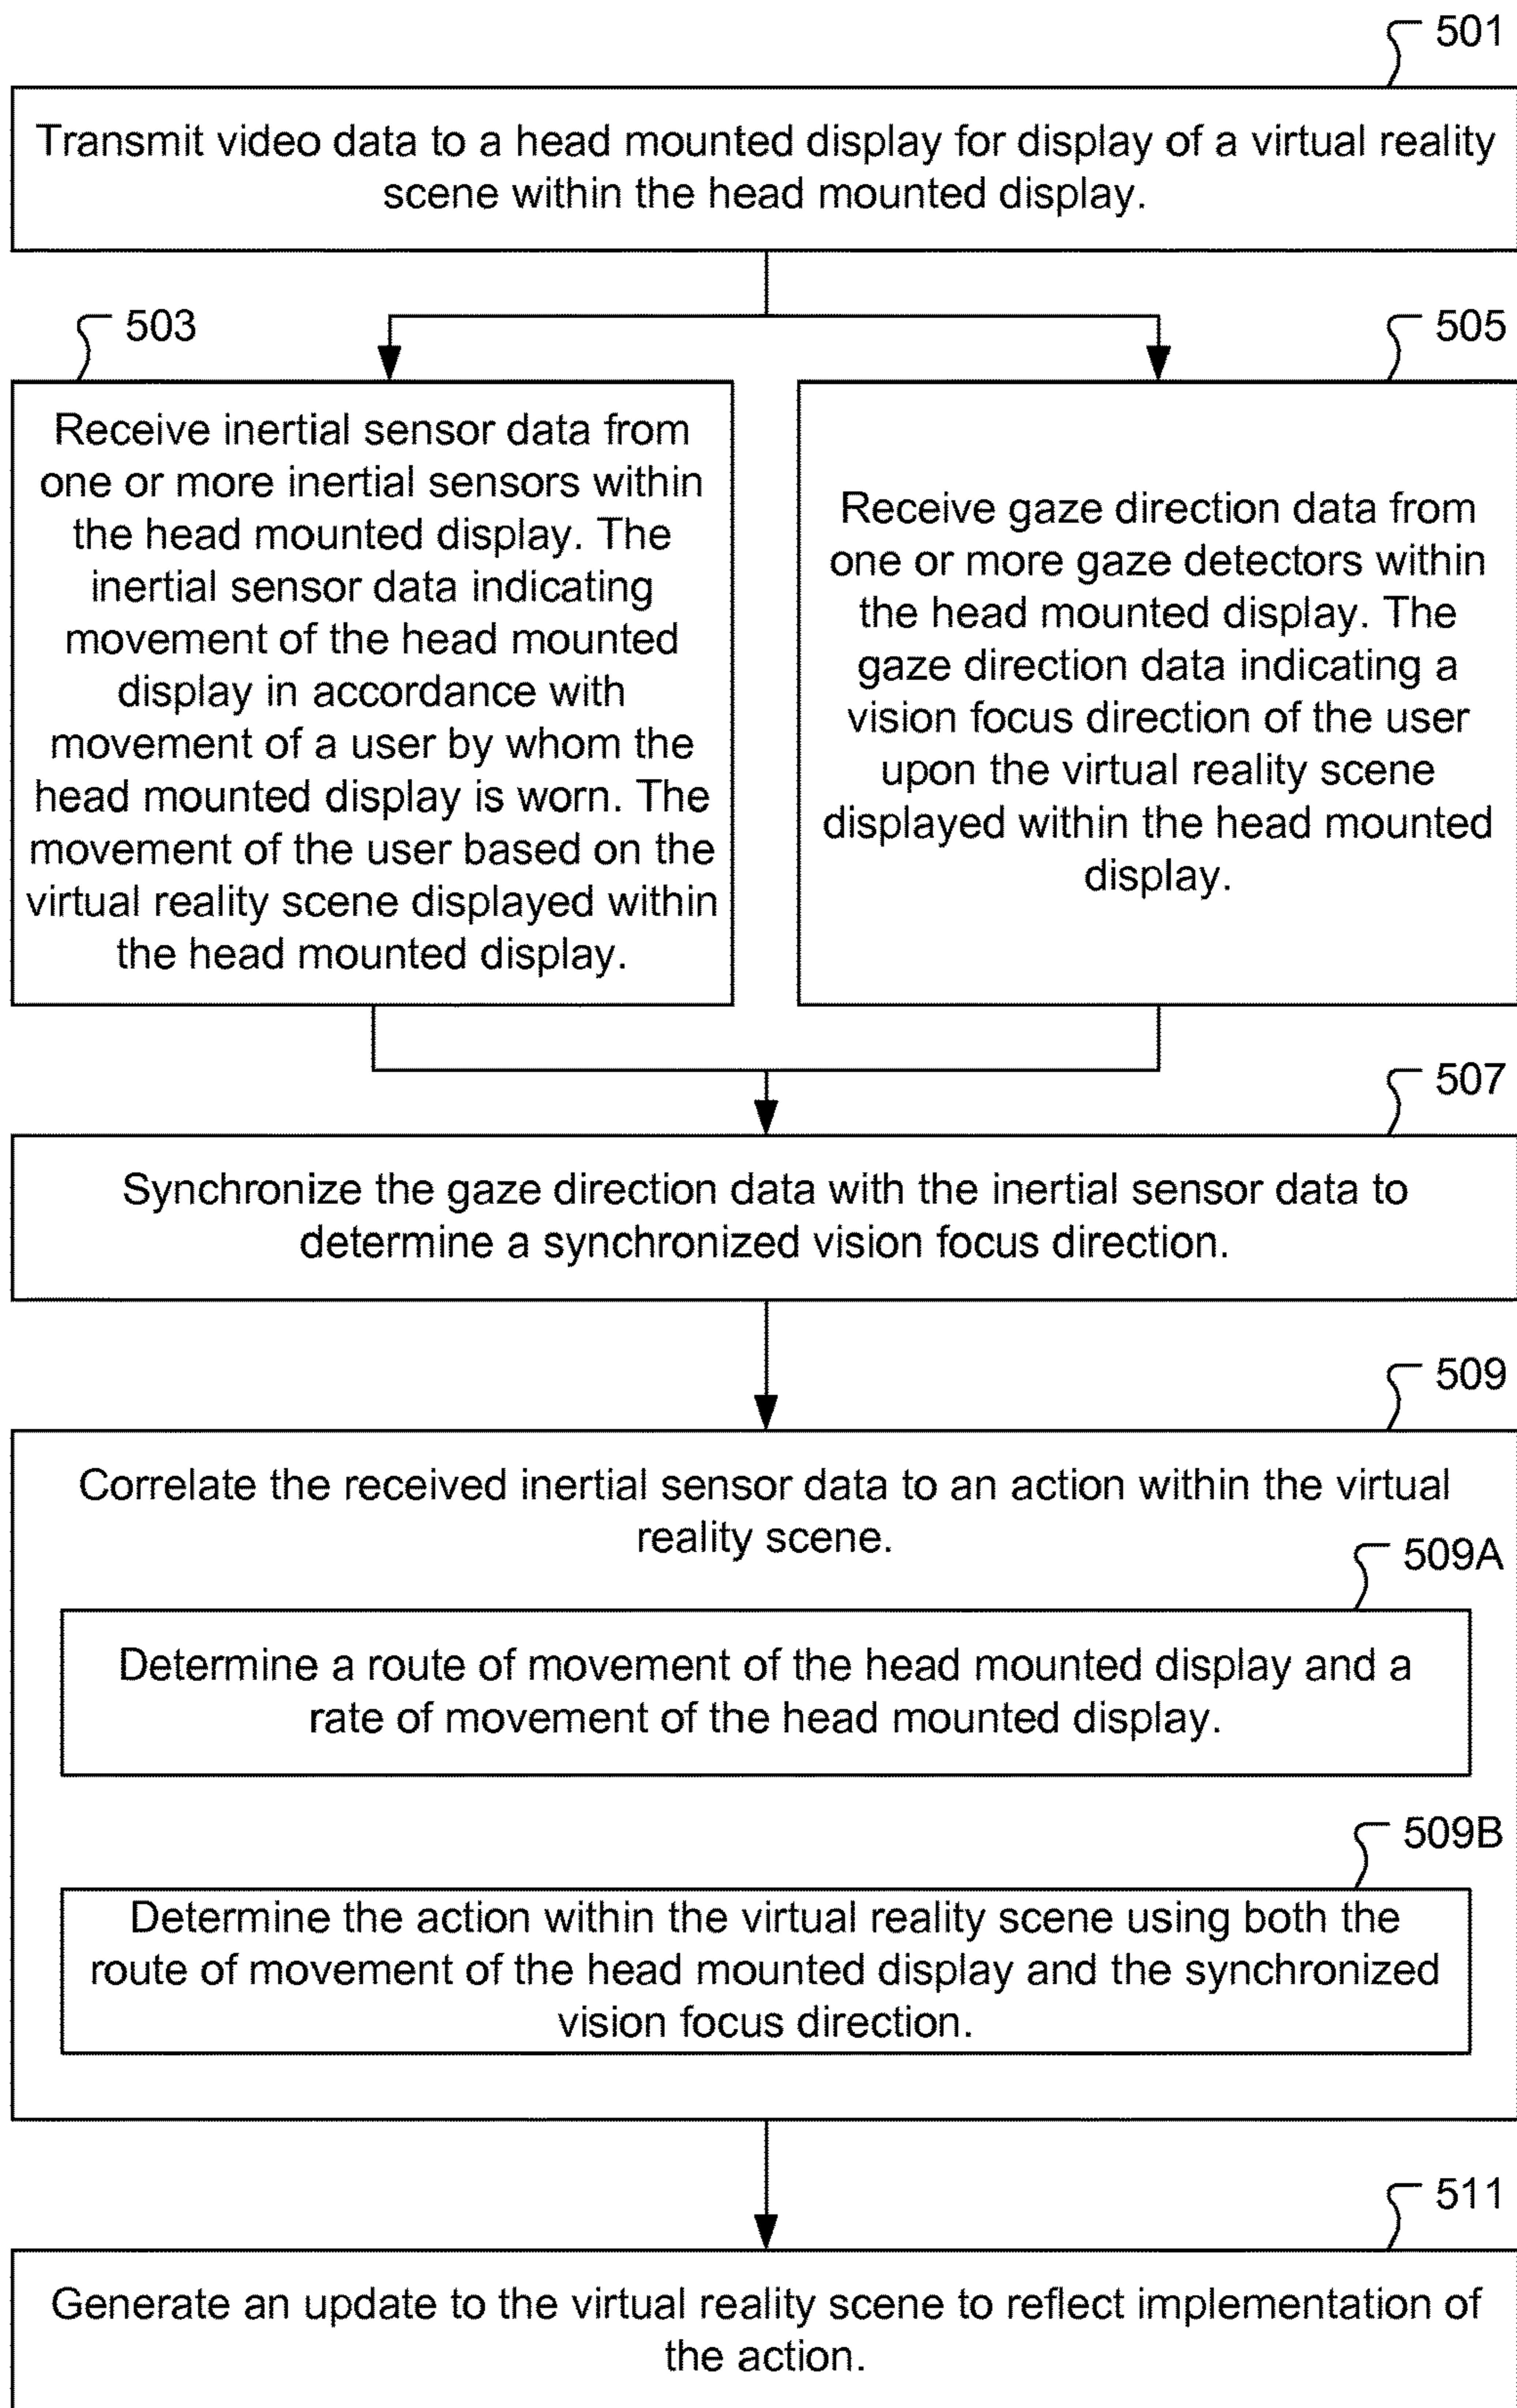 501
Transmit video data to a head mounted display for display of a virtual reality
scene within the head mounted display.
503
Receive inertial sensor data from
one or more inertial sensors within
the head mounted display. The
inertial sensor data indicating
movement of the head mounted
display in accordance with
movement of a user by whom the
head mounted display is worn. The
movement of the user based on the
virtual reality scene displayed within
the head mounted display.
505
Receive gaze direction data from
one or more gaze detectors within
the head mounted display. The
gaze direction data indicating a
vision focus direction of the user
upon the virtual reality scene
displayed within the head mounted
display.
507
Synchronize the gaze direction data with the inertial sensor data to
determine a synchronized vision focus direction.
509
Correlate the received inertial sensor data to an action within the virtual
reality scene.
509A
Determine a route of movement of the head mounted display and a
rate of movement of the head mounted display.
509B
Determine the action within the virtual reality scene using both the
route of movement of the head mounted display and the synchronized
vision focus direction.
511
Generate an update to the virtual reality scene to reflect implementation of
the action.